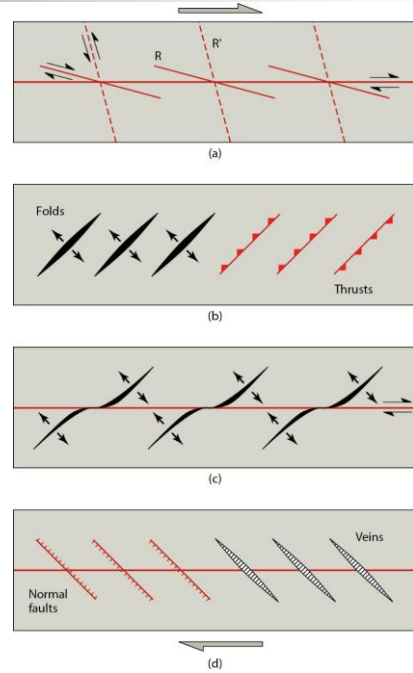 R
R'
(a)
Folds
Thrusts
(b)
(c)
Veins
Normal
faults
(d)